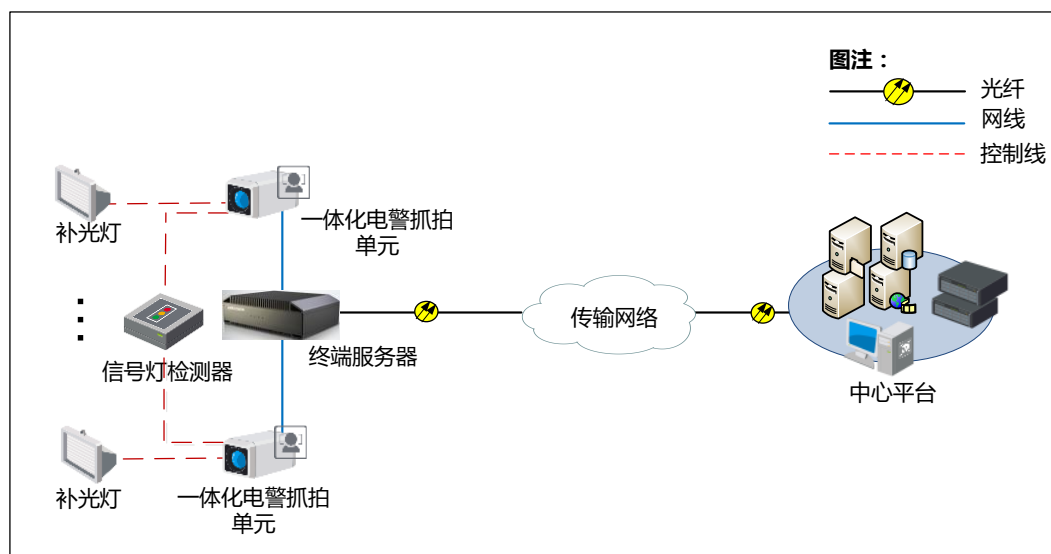 图注：
光纤
网线
控制线
补光灯
一体化电警抓拍
单元
信号灯检测器
终端服务器
传输网络
中心平台
补光灯
一体化电警抓拍
单元